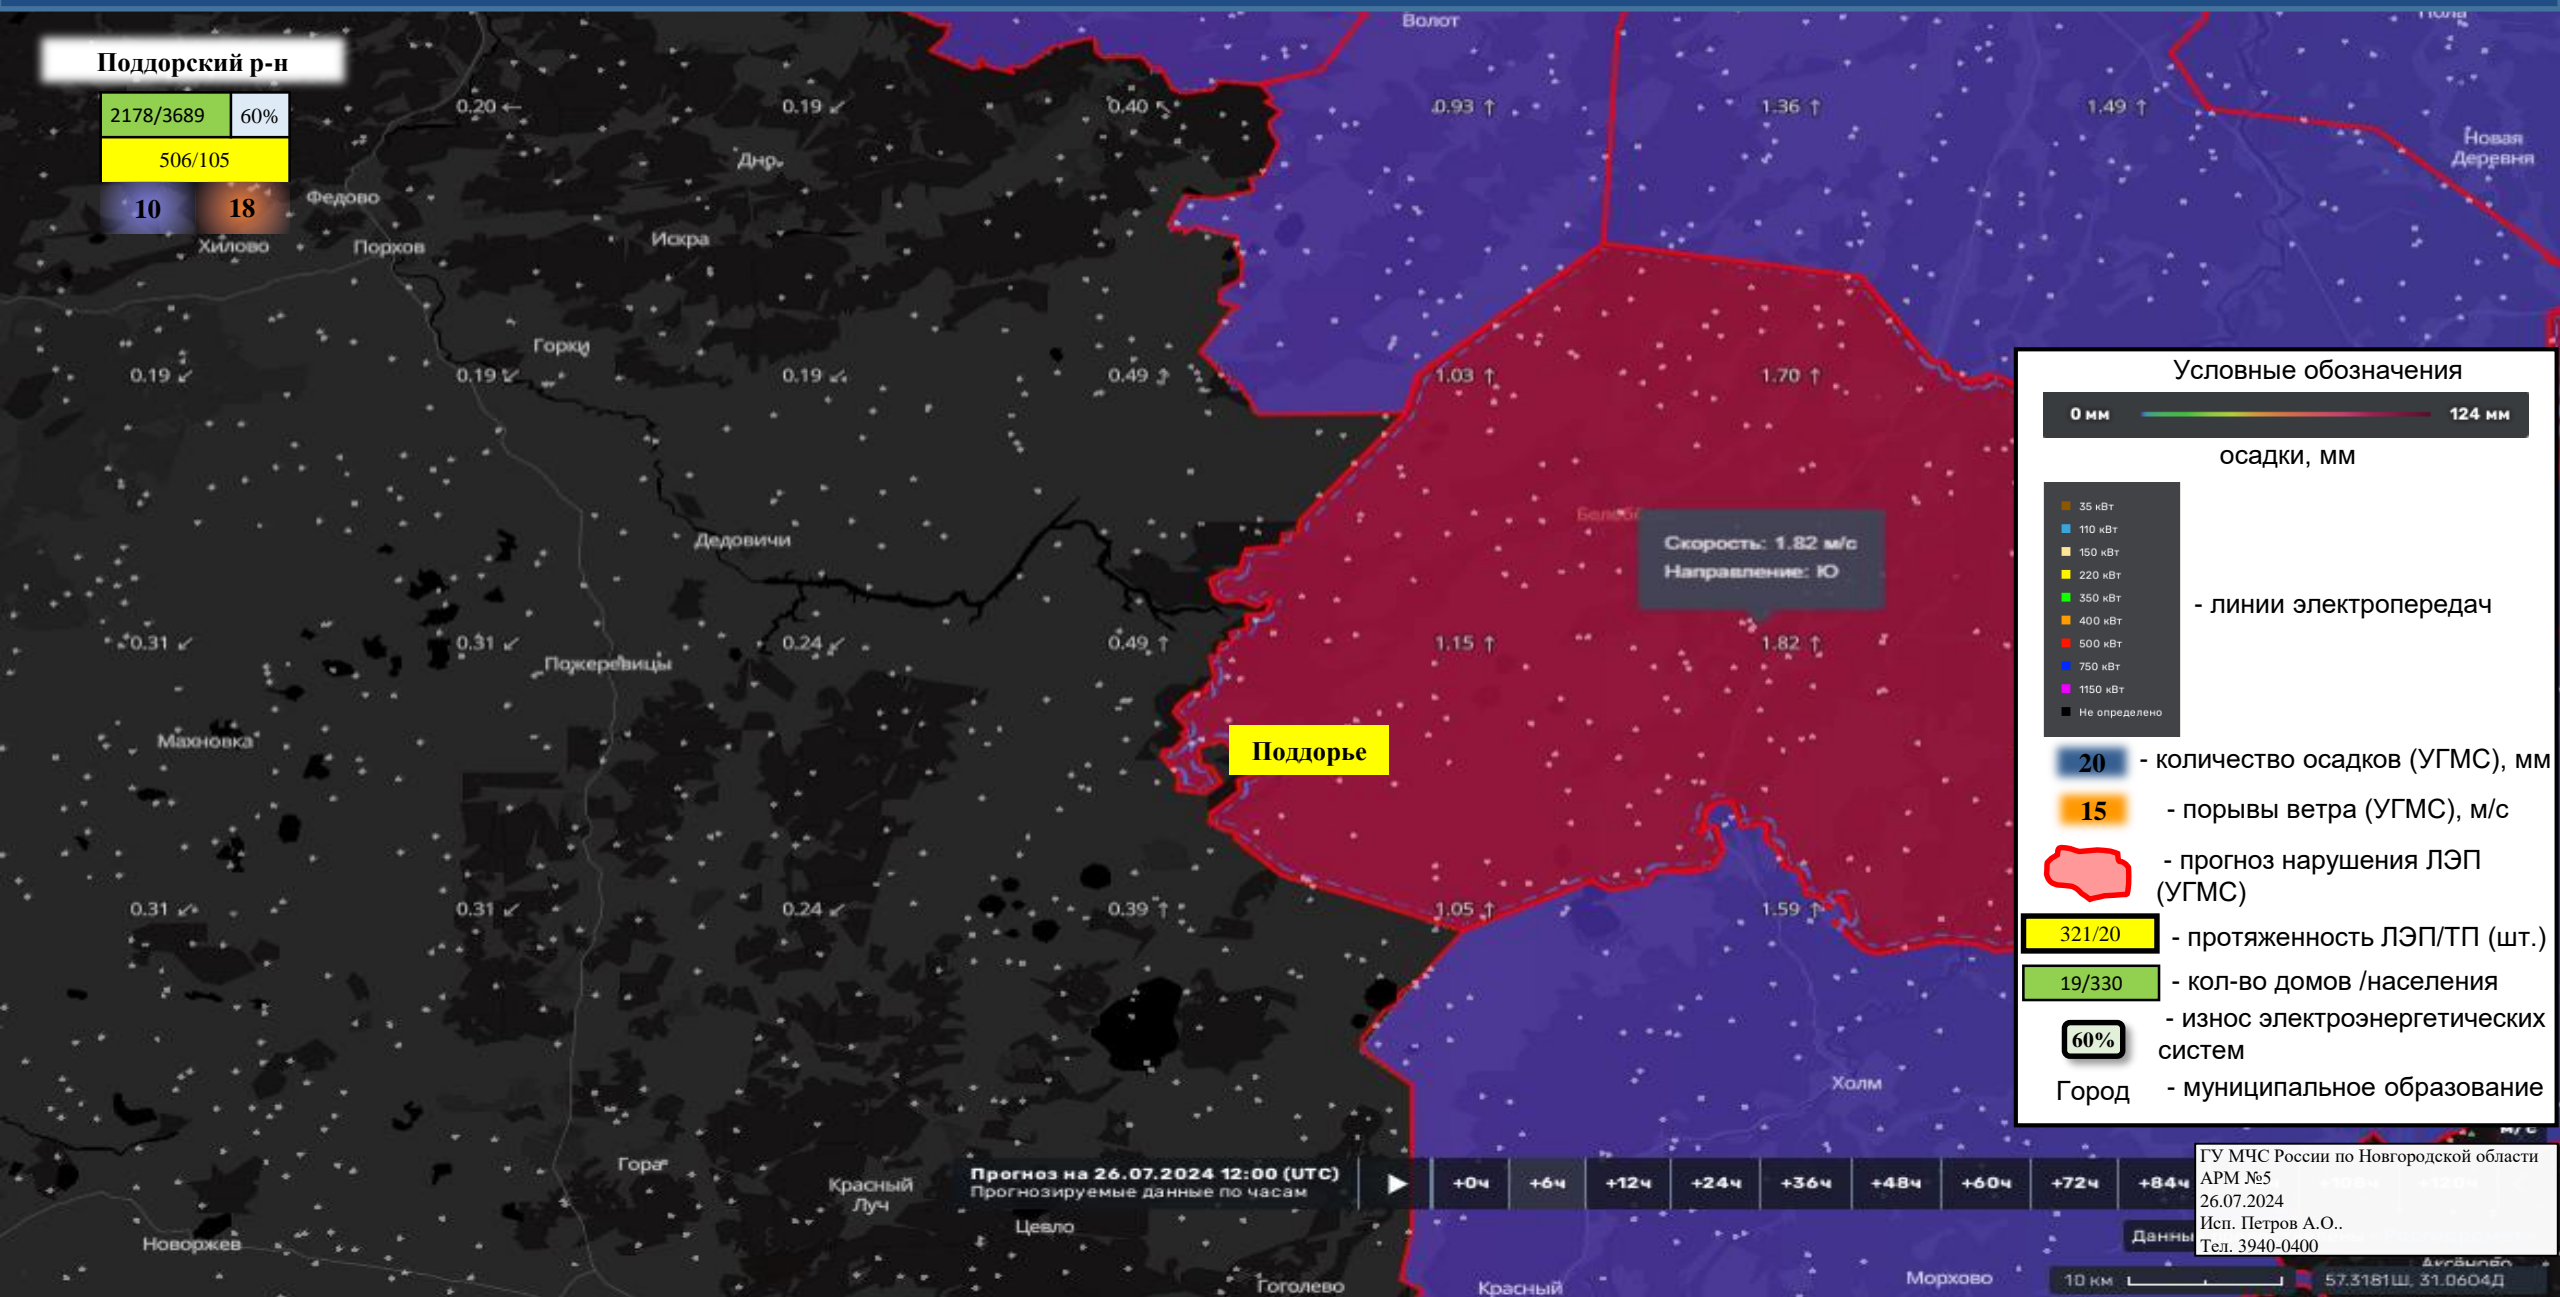 Волот
Поддорский р-н
2178/3689 60%
506/105
10 18
0.20 ← 0.19 ↙ 0.40 ↖ 0.93 ↑ 1.36 ↑ 1.49 ↑
Новая
Деревня
Дно
Федово
Хилово Порхов Искра
Горки
0.19 ↙ 0.19 ↙ 0.19 ↙ 0.49 ↑ 1.03 ↑ 1.70 ↑
Дедовичи
Скорость: 1.82 м/с
Направление: Ю
0.31 ↙ 0.31 ↙ 0.24 ↙ 0.49 ↑ 1.15 ↑ 1.82 ↑
Пожеревицы
Махновка
Поддорье
0.31 ↙ 0.31 ↙ 0.24 ↙ 0.39 ↑ 1.05 ↑ 1.59 ↑
Холм
Гора
Красный
Луч
Цевло
Новоржев
Гоголево
Красный
Морхово
Условные обозначения
0 мм 124 мм
осадки, мм
35 кВт
110 кВт
150 кВт
220 кВт
350 кВт
400 кВт
500 кВт
750 кВт
1150 кВт
Не определено
- линии электропередач
20 - количество осадков (УГМС), мм
15 - порывы ветра (УГМС), м/с
- прогноз нарушения ЛЭП
(УГМС)
321/20 - протяженность ЛЭП/ТП (шт.)
19/330 - кол-во домов /населения
60% - износ электроэнергетических
систем
Город - муниципальное образование
м/с
Прогноз на 26.07.2024 12:00 (UTC)
Прогнозируемые данные по часам
+0ч +6ч +12ч +24ч +36ч +48ч +60ч +72ч +84ч
ГУ МЧС России по Новгородской области
АРМ №5
26.07.2024
Исп. Петров А.О..
Тел. 3940-0400
10 км
57.3181Ш, 31.0604Д